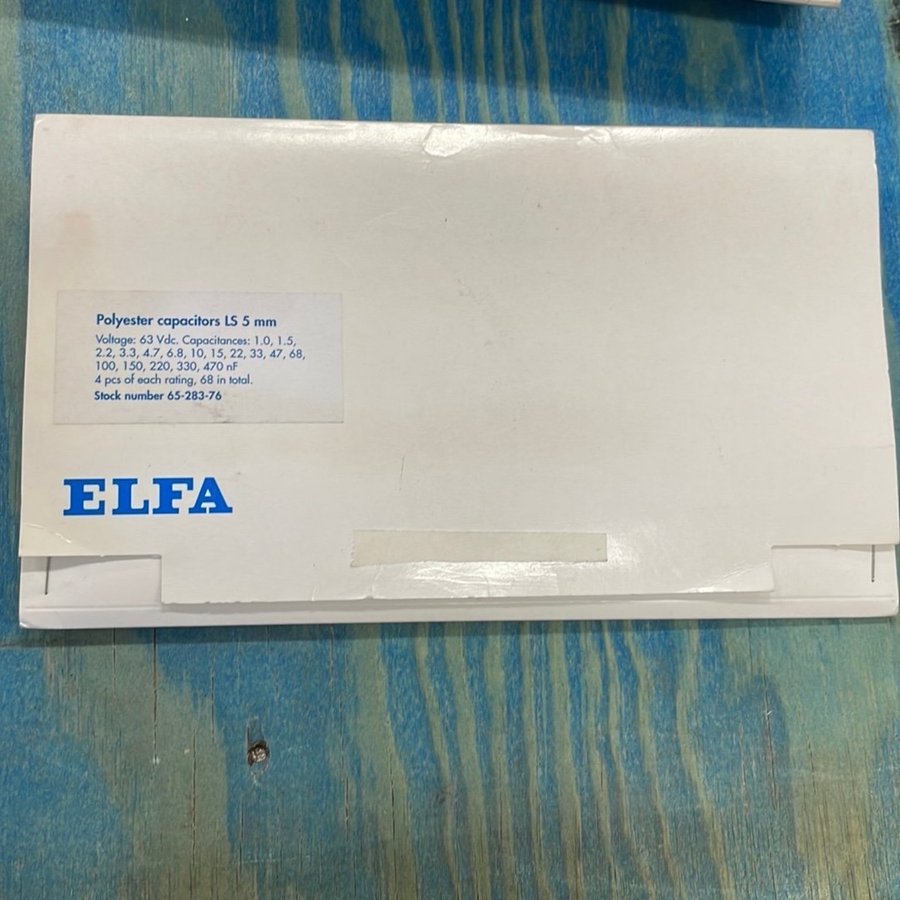 Polyester capacitors LS 5 mm
Voltage: 63 Vdc. Capacitances: 1.0, 1.5,
2.2, 3.3, 4.7, 6.8, 10, 15, 22, 33, 47, 68,
100, 150, 220, 330, 470 nF
4 pcs of each rating, 68 in total.
Stock number 65-283-76
ELFA